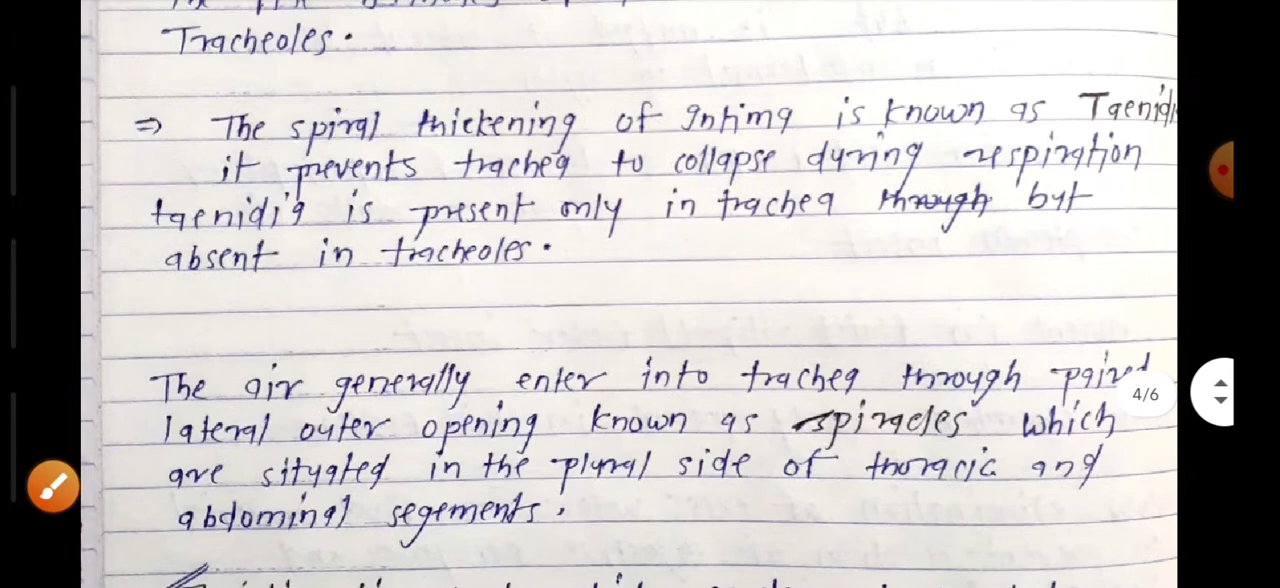 Tracheoles.
⇒ The spiral thickening of Intima is known as Taenidi
it prevents trachea to collapse during respiration
taenidia is present only in trachea through but
absent in tracheoles.
The air generally enter into trachea through paired
4/6
lateral outer opening known as spiracles which
are situated in the plural side of thoracic and
abdominal segements.